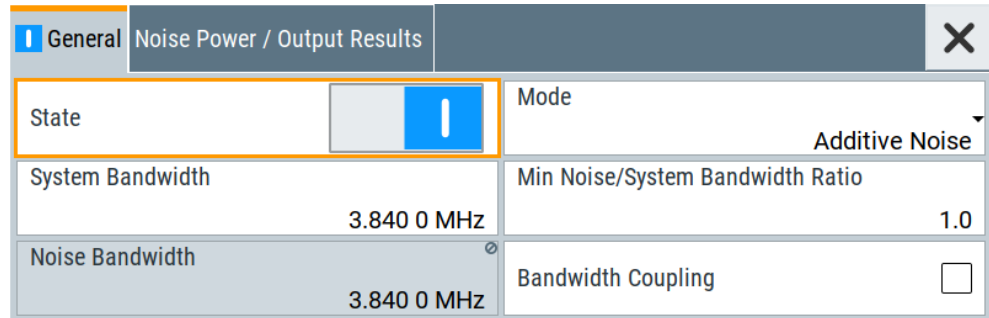 General Noise Power / Output Results
State
Mode
Additive Noise
System Bandwidth
3.840 0 MHz
Min Noise/System Bandwidth Ratio
1.0
Noise Bandwidth
3.840 0 MHz
Bandwidth Coupling